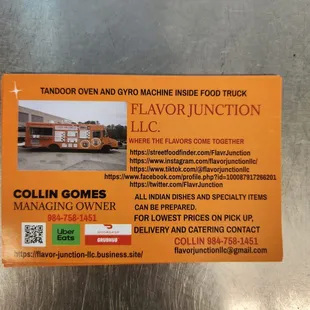 TANDOOR OVEN AND GYRO MACHINE INSIDE FOOD TRUCK
FLAVOR JUNCTION
LLC.
WHERE THE FLAVORS COME TOGETHER
https://streetfoodfinder.com/FlavrJunction
https://www.instagram.com/flavorjunctionllc/
https://www.tiktok.com/@flavorjunctionllc
https://www.facebook.com/profile.php?id=100087917266201
https://twitter.com/FlavrJunction
COLLIN GOMES
MANAGING OWNER
984-758-1451
ALL INDIAN DISHES AND SPECIALTY ITEMS
CAN BE PREPARED.
FOR LOWEST PRICES ON PICK UP,
DELIVERY AND CATERING CONTACT
COLLIN 984-758-1451
flavorjunctionllc@gmail.com
Uber
Eats
DOORDASH
GRUBHUB
https://flavor-junction-llc.business.site/